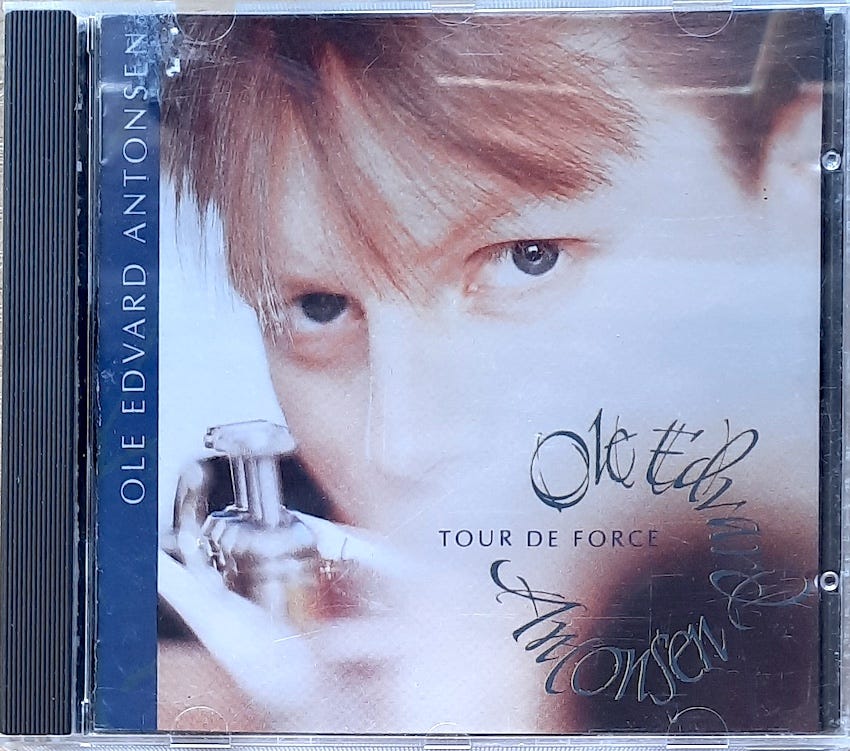 OLE EDVARD ANTONSEN
TOUR DE FORCE
Ole Edvard
Antonsen